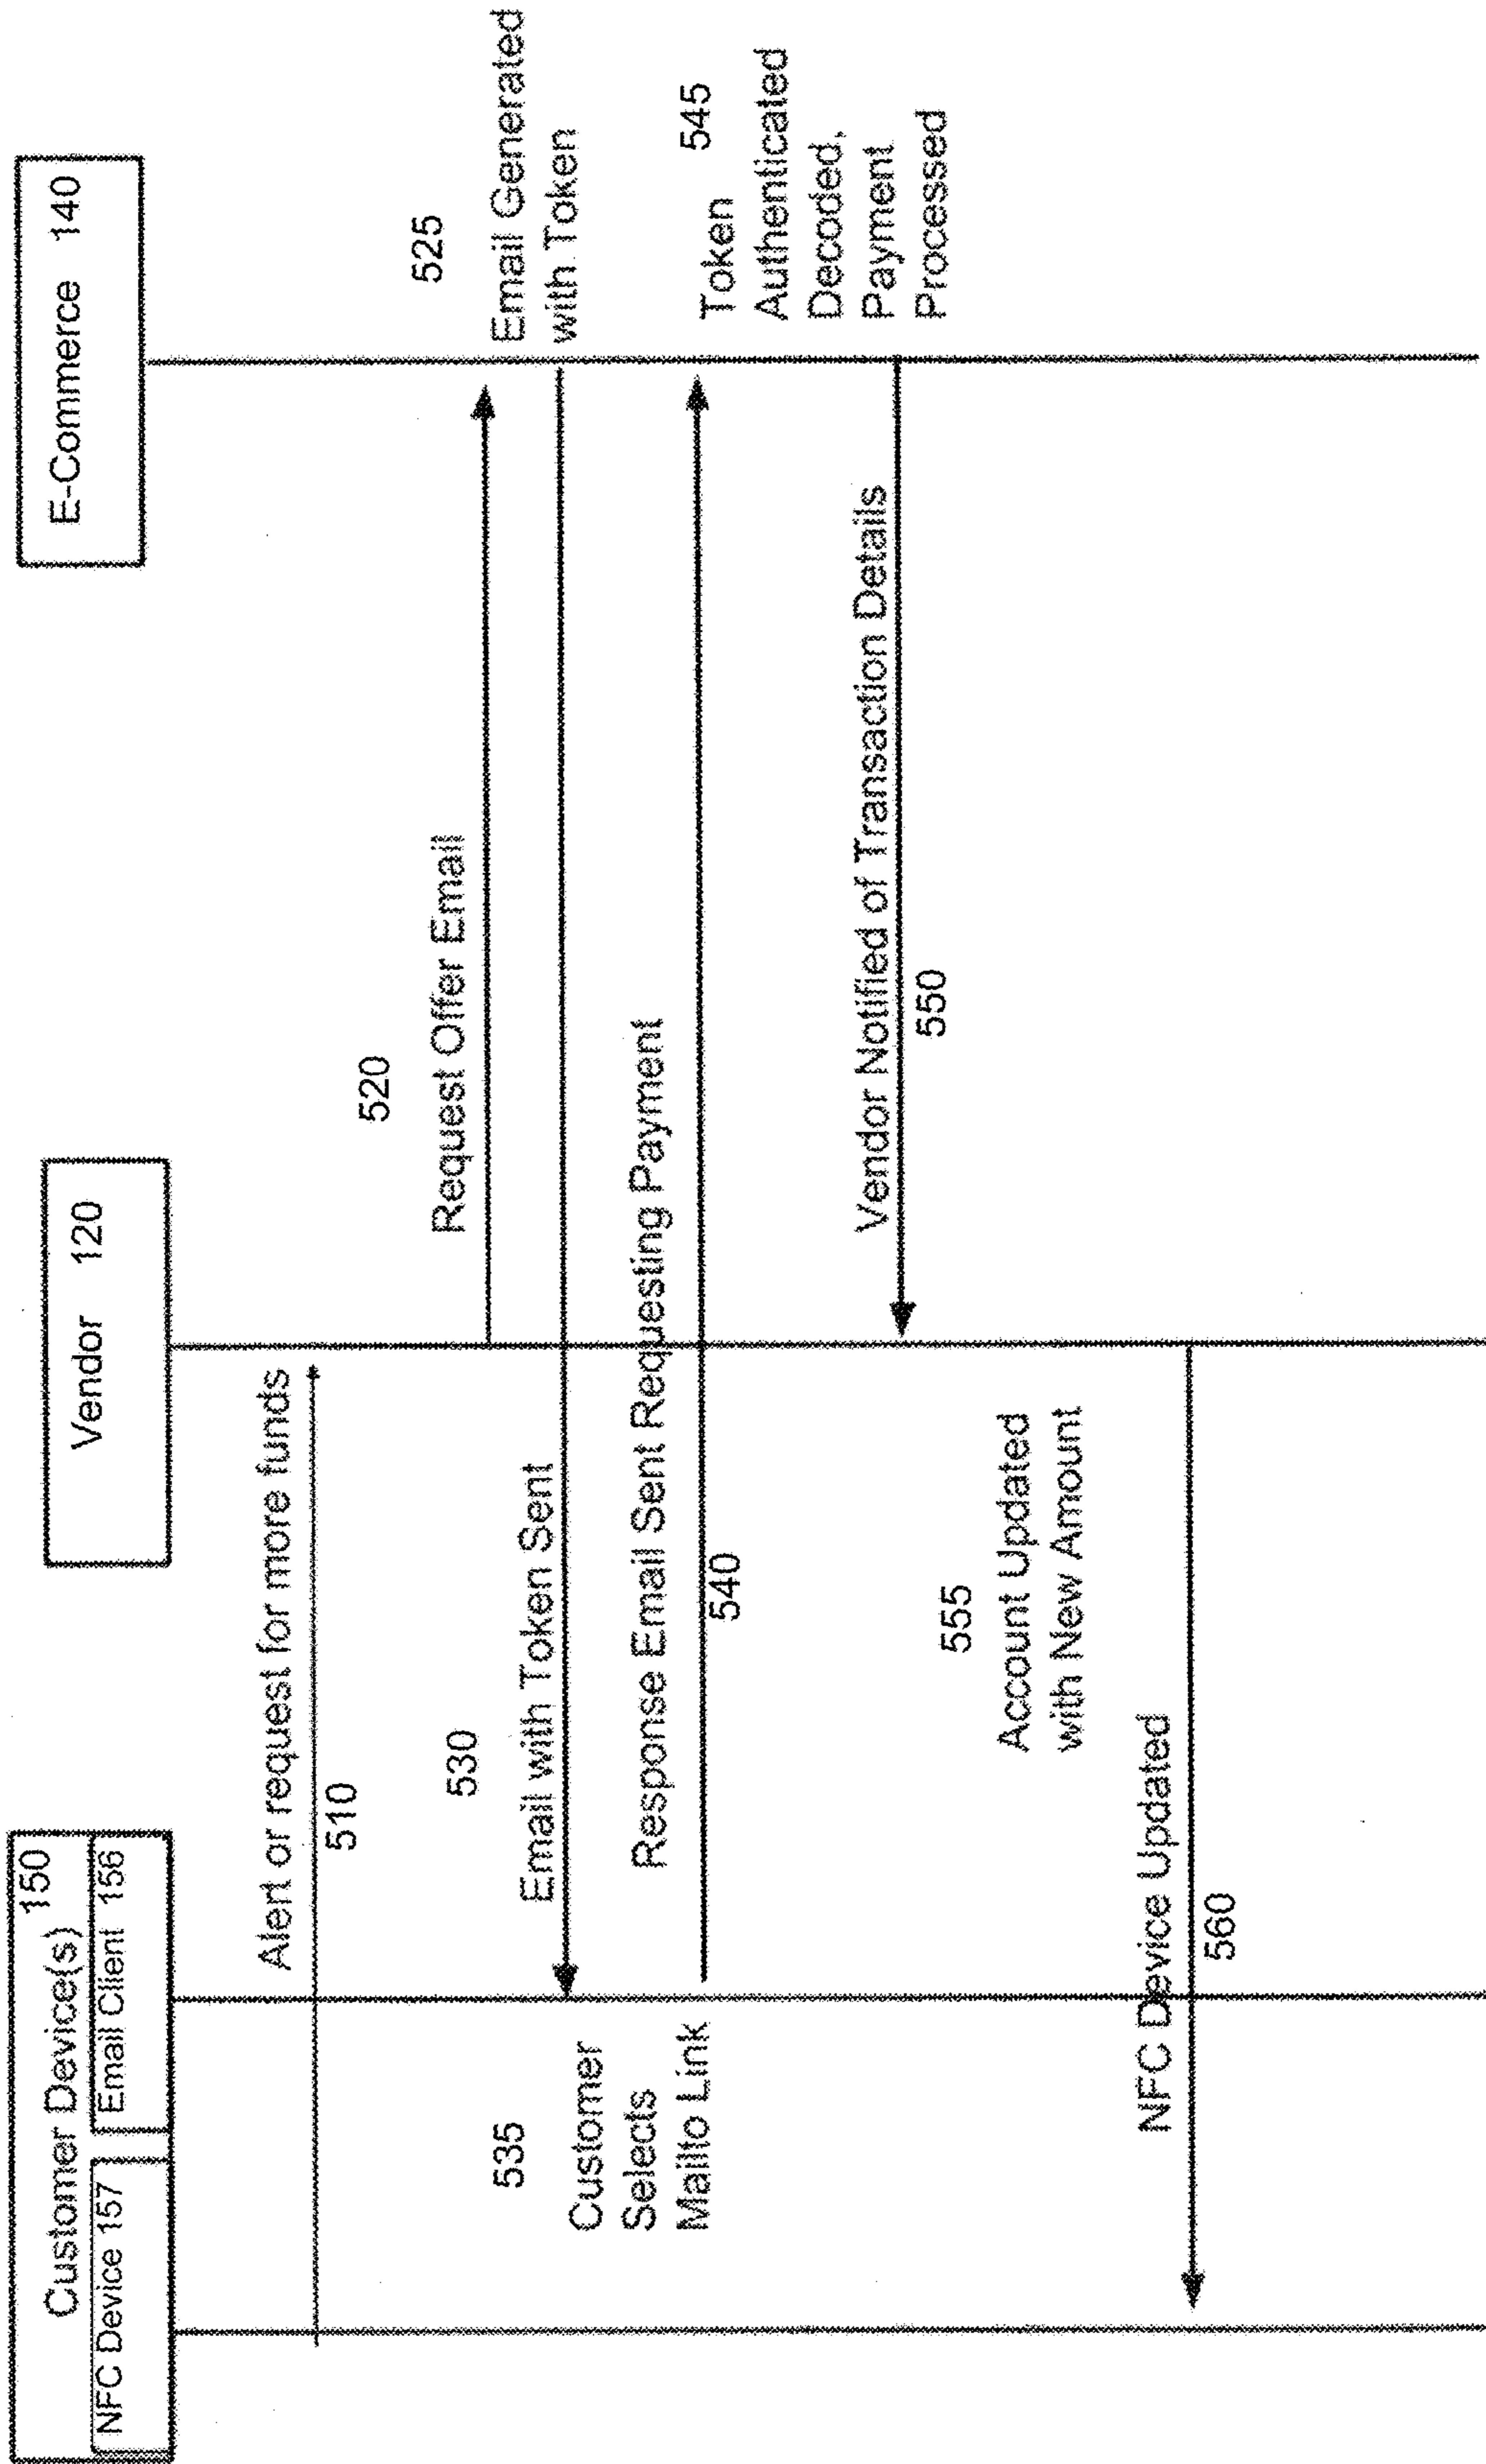 Customer Device(s) 150
NFC Device 157
Email Client 156
Vendor 120
E-Commerce 140
Alert or request for more funds
510
520
Request Offer Email
525
Email Generated
with Token
530
Email with Token Sent
535
Customer
Selects
Mailto Link
Response Email Sent Requesting Payment
540
545
Token
Authenticated
Decoded,
Payment
Processed
Vendor Notified of Transaction Details
550
555
Account Updated
with New Amount
NFC Device Updated
560